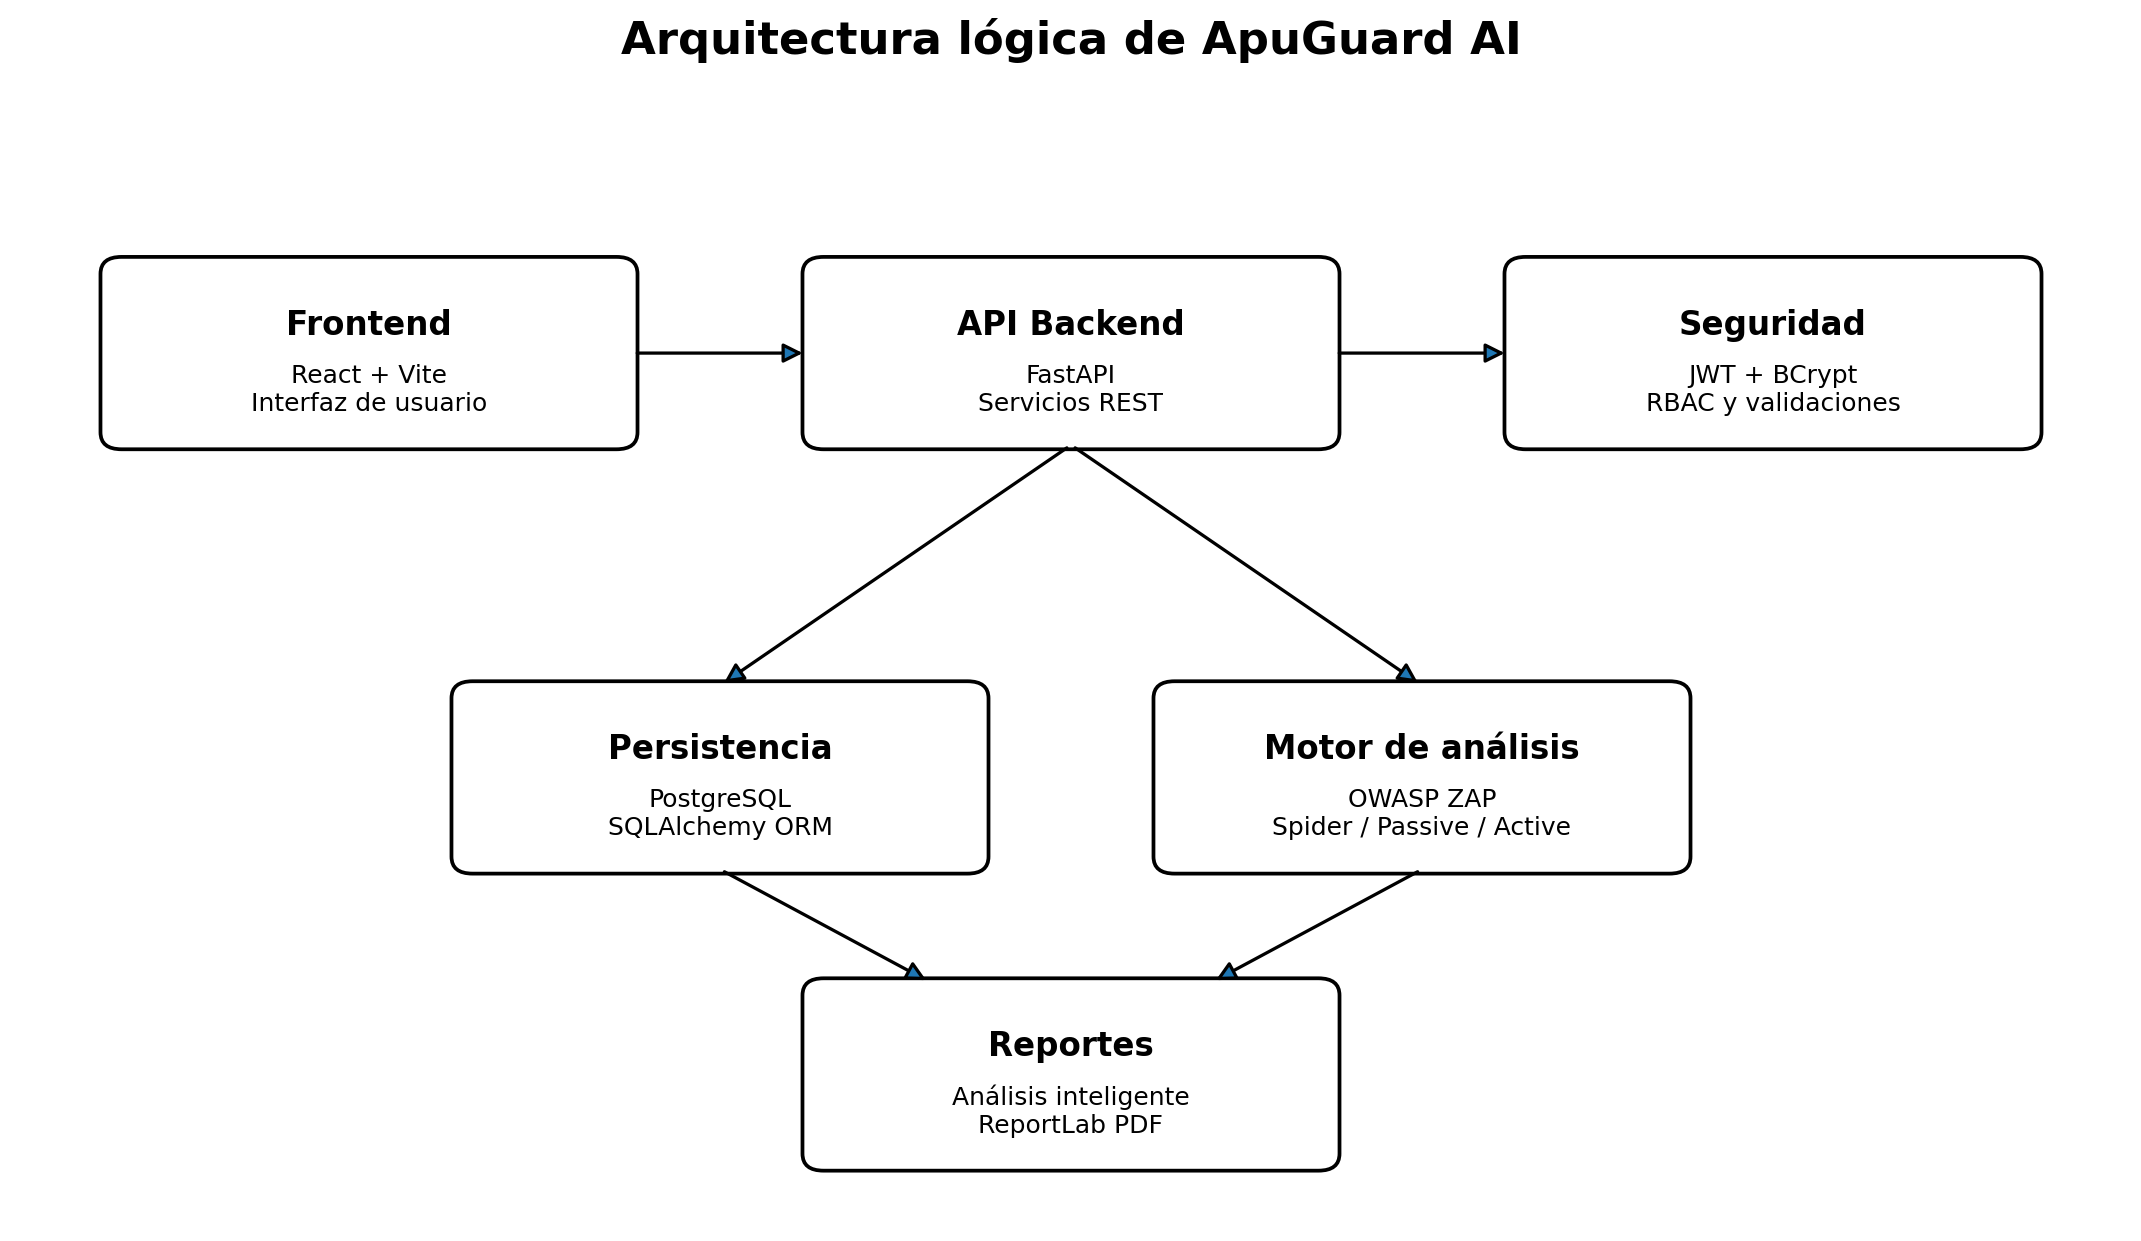 Arquitectura lógica de ApuGuard AI
Frontend
React + Vite
Interfaz de usuario
API Backend
FastAPI
Servicios REST
Seguridad
JWT + BCrypt
RBAC y validaciones
Persistencia
PostgreSQL
SQLAlchemy ORM
Motor de análisis
OWASP ZAP
Spider / Passive / Active
Reportes
Análisis inteligente
ReportLab PDF